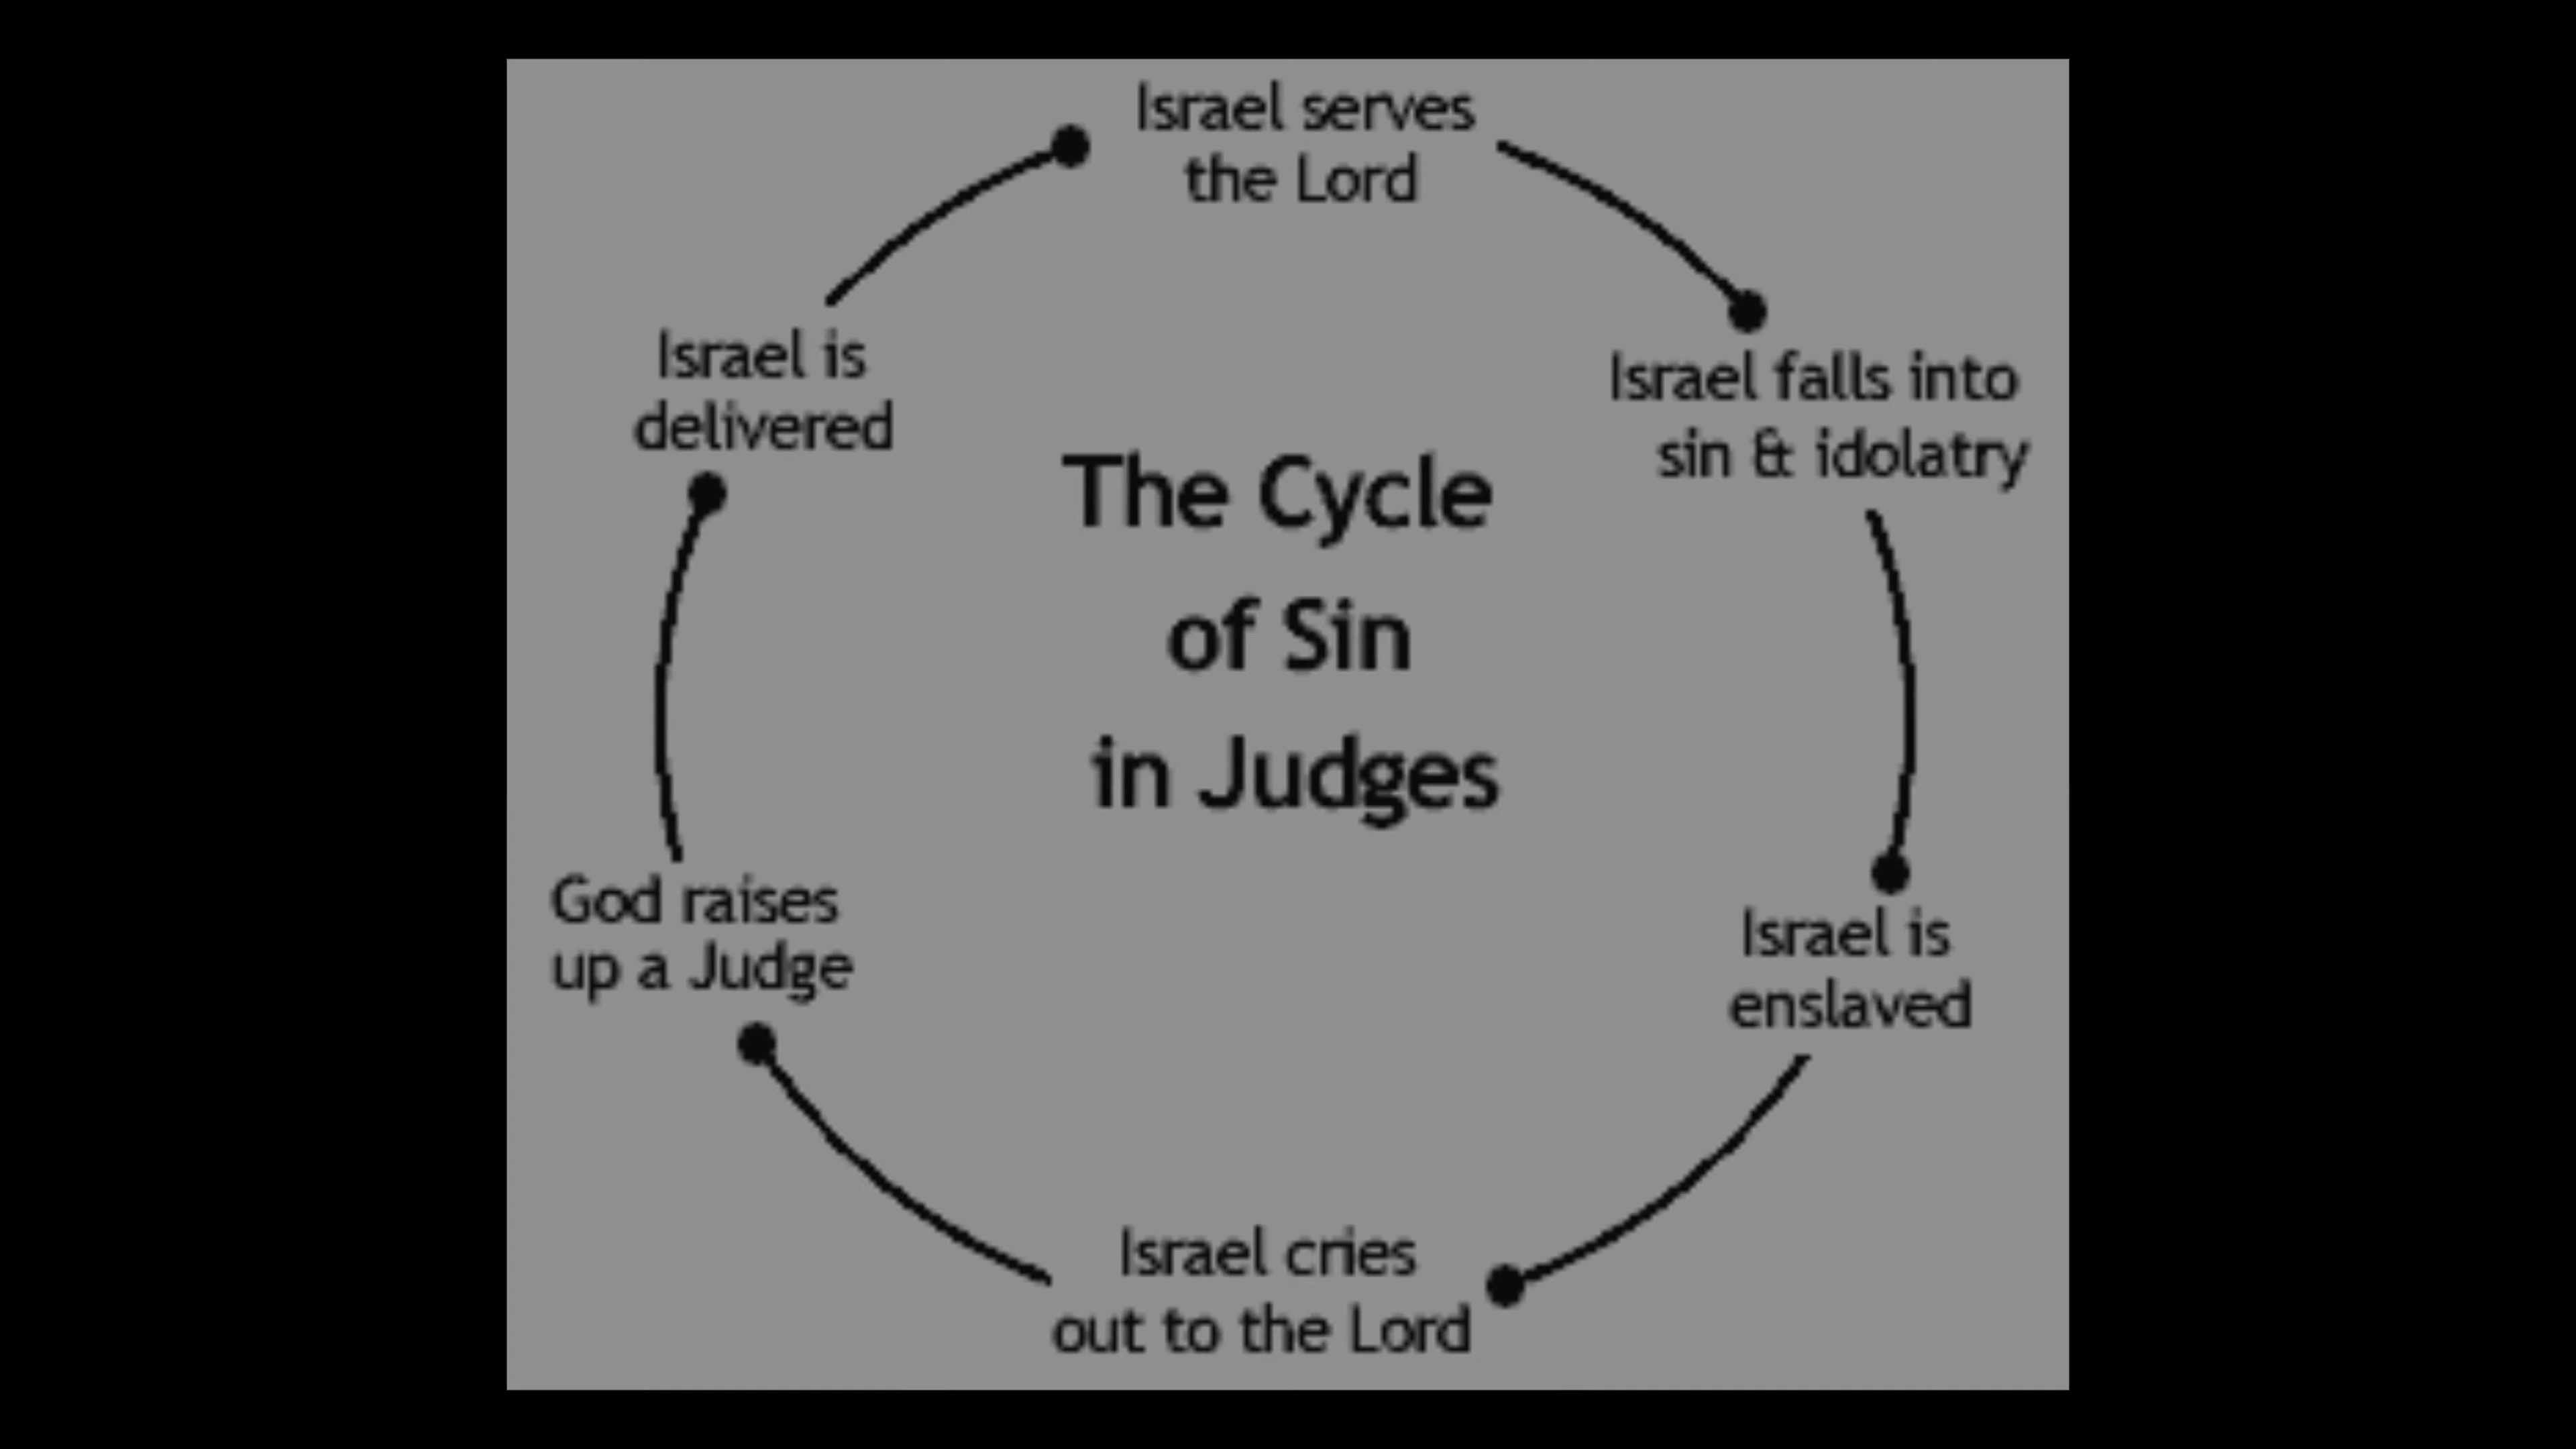 Israel serves
the Lord
Israel falls into
sin & idolatry
Israel is
enslaved
Israel cries
out to the Lord
God raises
up a Judge
Israel is
delivered
The Cycle
of Sin
in Judges